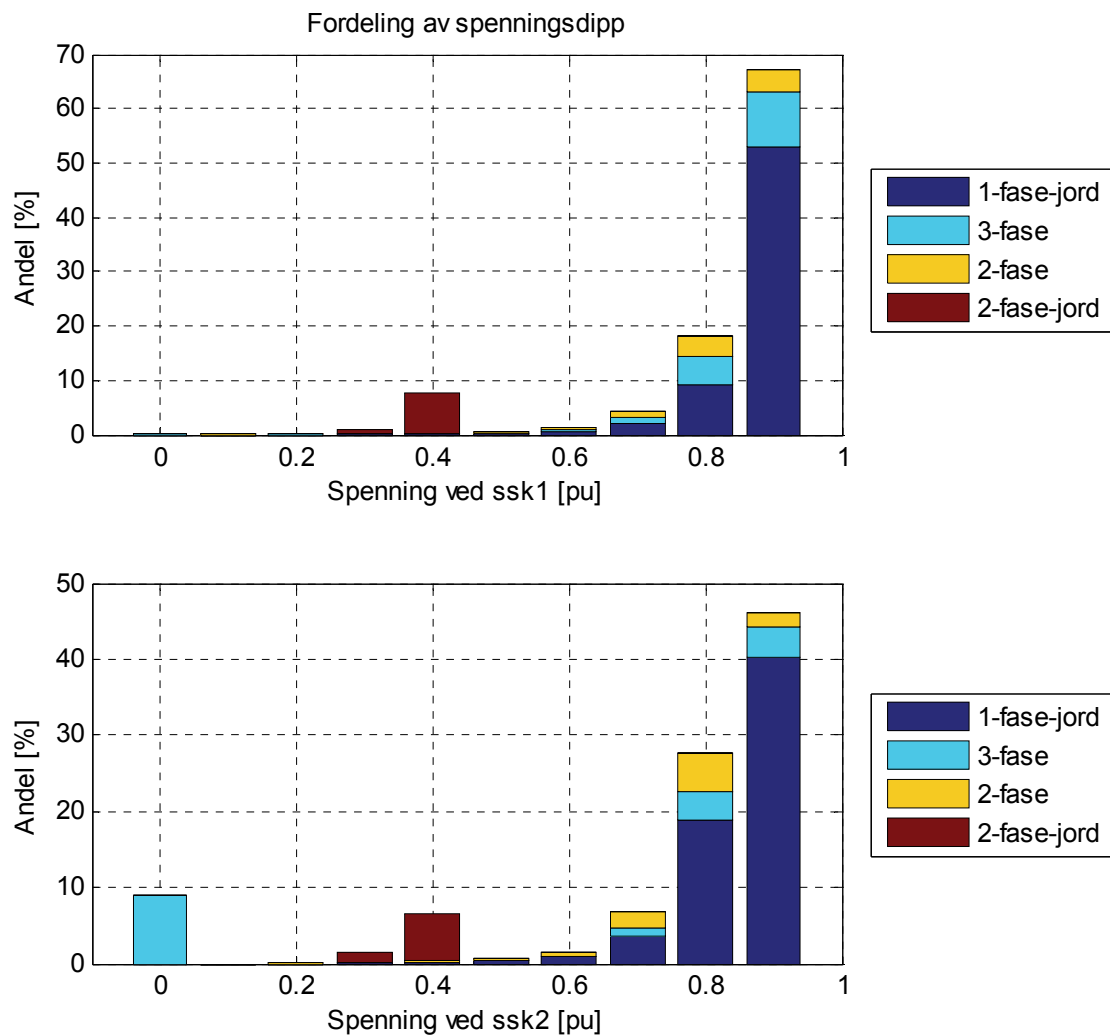 Fordeling av spenningsdipp
70
60
50
40
30
20
10
0
Andel [%]
0 0.2 0.4 0.6 0.8 1
Spenning ved ssk1 [pu]
1-fase-jord
3-fase
2-fase
2-fase-jord
50
40
30
20
10
0
Andel [%]
0 0.2 0.4 0.6 0.8 1
Spenning ved ssk2 [pu]
1-fase-jord
3-fase
2-fase
2-fase-jord